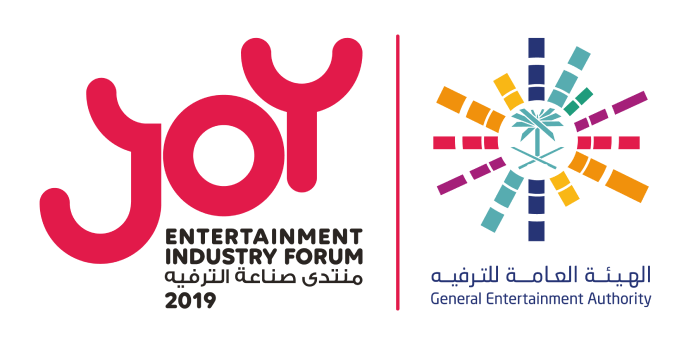 JOY
ENTERTAINMENT
INDUSTRY FORUM
منتدى صناعة الترفيه
2019
الهيئة العامة للترفيه
General Entertainment Authority